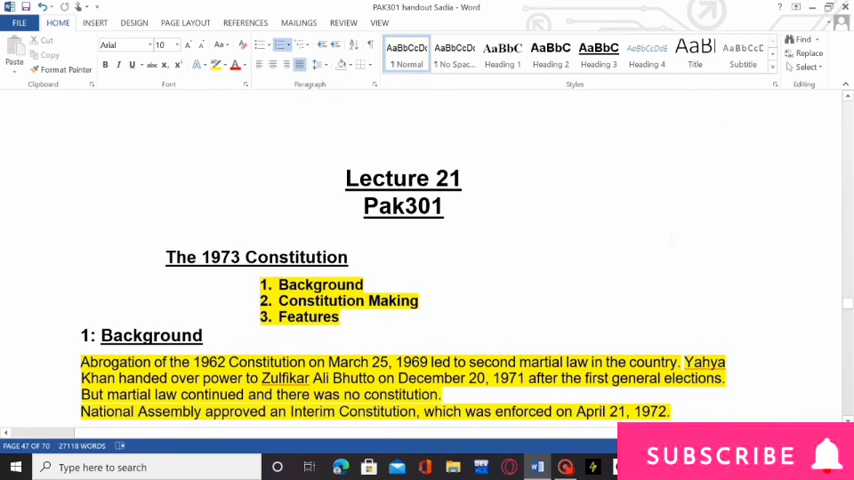 PAK301 handout Sadia - Word
FILE HOME INSERT DESIGN PAGE LAYOUT REFERENCES MAILINGS REVIEW VIEW
Cut
Copy
Format Painter
Paste
Arial 10
AaBbCcDc AaBbCcDc AaBbC AaBbCc AaBbCc AaBbCcDdE AaBl AaBbCcDc
¶ Normal ¶ No Spac... Heading 1 Heading 2 Heading 3 Heading 4 Title Subtitle
Find
Replace
Select
Clipboard Font Paragraph Styles Editing
Lecture 21
Pak301
The 1973 Constitution
1. Background
2. Constitution Making
3. Features
1: Background
Abrogation of the 1962 Constitution on March 25, 1969 led to second martial law in the country. Yahya
Khan handed over power to Zulfikar Ali Bhutto on December 20, 1971 after the first general elections.
But martial law continued and there was no constitution.
National Assembly approved an Interim Constitution, which was enforced on April 21, 1972.
PAGE 47 OF 70 27118 WORDS
Type here to search
SUBSCRIBE